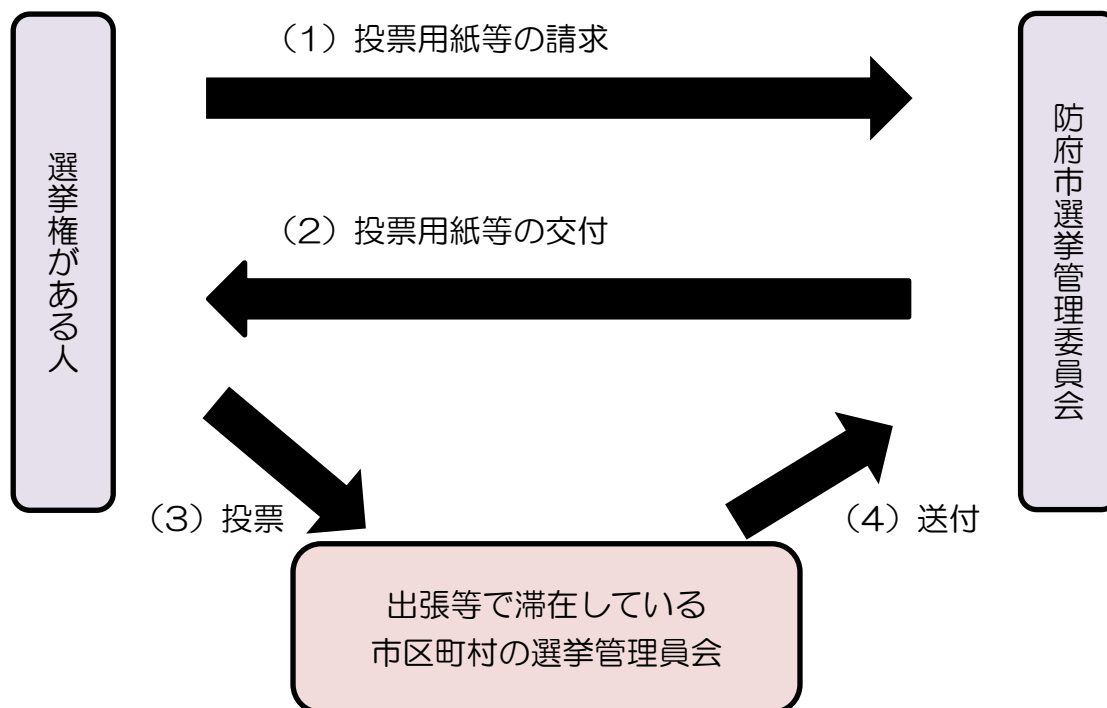 (1)投票用紙等の請求
選挙権がある人
防府市選挙管理委員会
(2)投票用紙等の交付
(3)投票
(4)送付
出張等で滞在している
市区町村の選挙管理員会